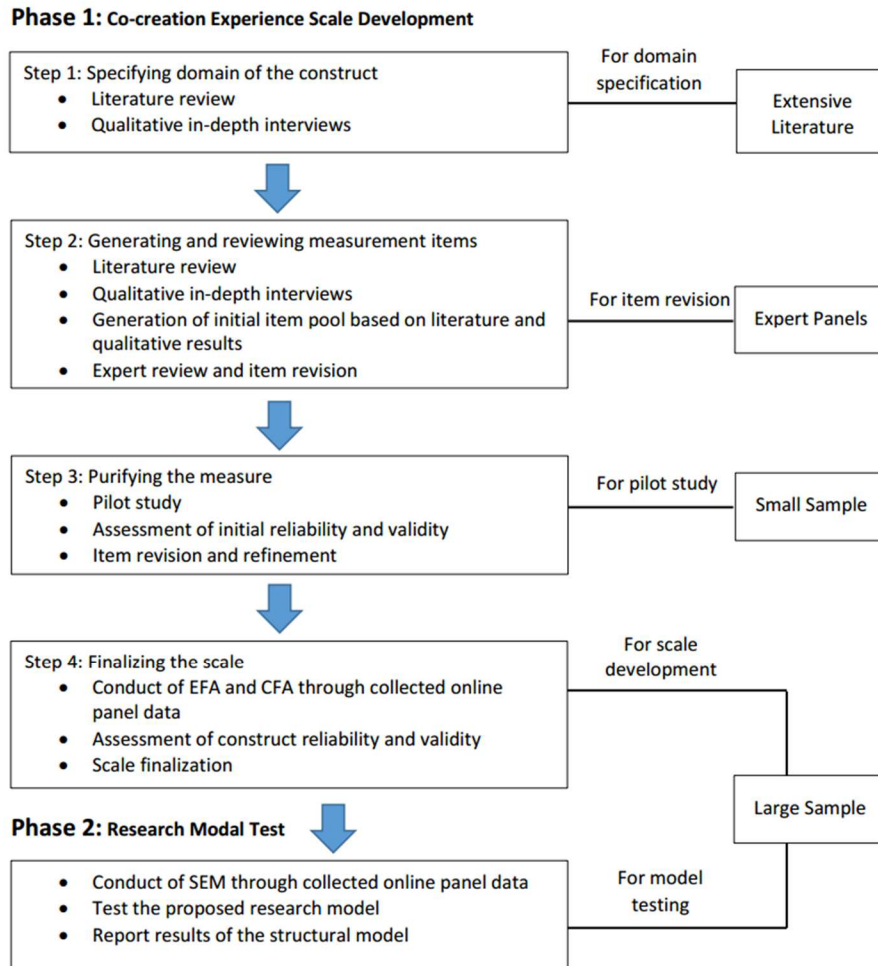 Phase 1: Co-creation Experience Scale Development
Step 1: Specifying domain of the construct
• Literature review
• Qualitative in-depth interviews
For domain
specification
Extensive
Literature
Step 2: Generating and reviewing measurement items
• Literature review
• Qualitative in-depth interviews
• Generation of initial item pool based on literature and
qualitative results
• Expert review and item revision
For item revision
Expert Panels
Step 3: Purifying the measure
• Pilot study
• Assessment of initial reliability and validity
• Item revision and refinement
For pilot study
Small Sample
Step 4: Finalizing the scale
• Conduct of EFA and CFA through collected online
panel data
• Assessment of construct reliability and validity
• Scale finalization
For scale
development
Large Sample
Phase 2: Research Modal Test
• Conduct of SEM through collected online panel data
• Test the proposed research model
• Report results of the structural model
For model
testing